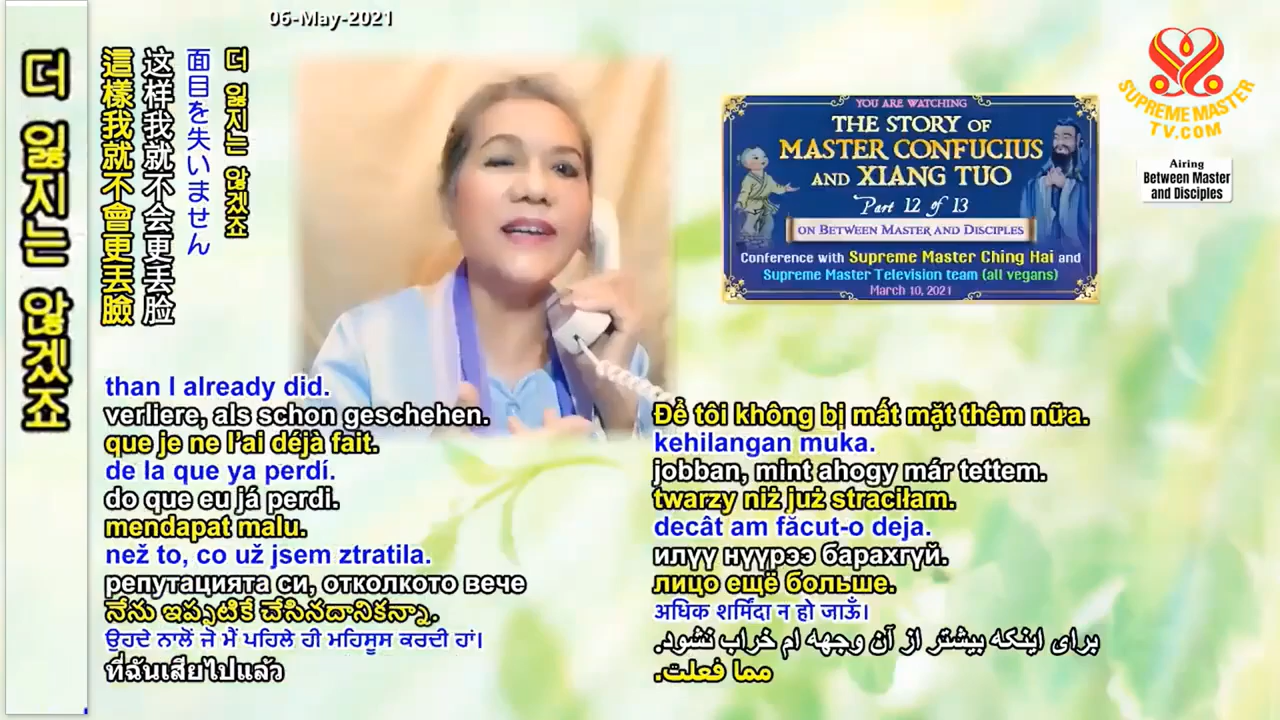 06-May-2021
더 잃지는 않겠죠
這樣我就不會更丟臉
这样我就不会更丢脸
面目を失いません
더 잃지는 않겠죠
YOU ARE WATCHING
THE STORY OF
MASTER CONFUCIUS
AND XIANG TUO
Part 12 of 13
ON BETWEEN MASTER AND DISCIPLES
Conference with Supreme Master Ching Hai and
Supreme Master Television team (all vegans)
March 10, 2021
SUPREME MASTER
TV.COM
Airing
Between Master
and Disciples
than I already did.
verliere, als schon geschehen.
que je ne l'ai déjà fait.
de la que ya perdí.
do que eu já perdi.
mendapat malu.
než to, co už jsem ztratila.
репутацията си, отколкото вече
నేను ఇప్పటికే చేసినదానికన్నా.
ਉਹਦੇ ਨਾਲੋਂ ਜੋ ਮੈਂ ਪਹਿਲੇ ਹੀ ਮਹਿਸੂਸ ਕਰਦੀ ਹਾਂ।
ที่ฉันเสียไปแล้ว
Để tôi không bị mất mặt thêm nữa.
kehilangan muka.
jobban, mint ahogy már tettem.
twarzy niż już straciłam.
decât am făcut-o deja.
илүү нүүрээ барахгүй.
лицо ещё больше.
अधिक शर्मिंदा न हो जाऊँ।
برای اینکه بیشتر از آن وجهه ام خراب نشود.
مما فعلت.